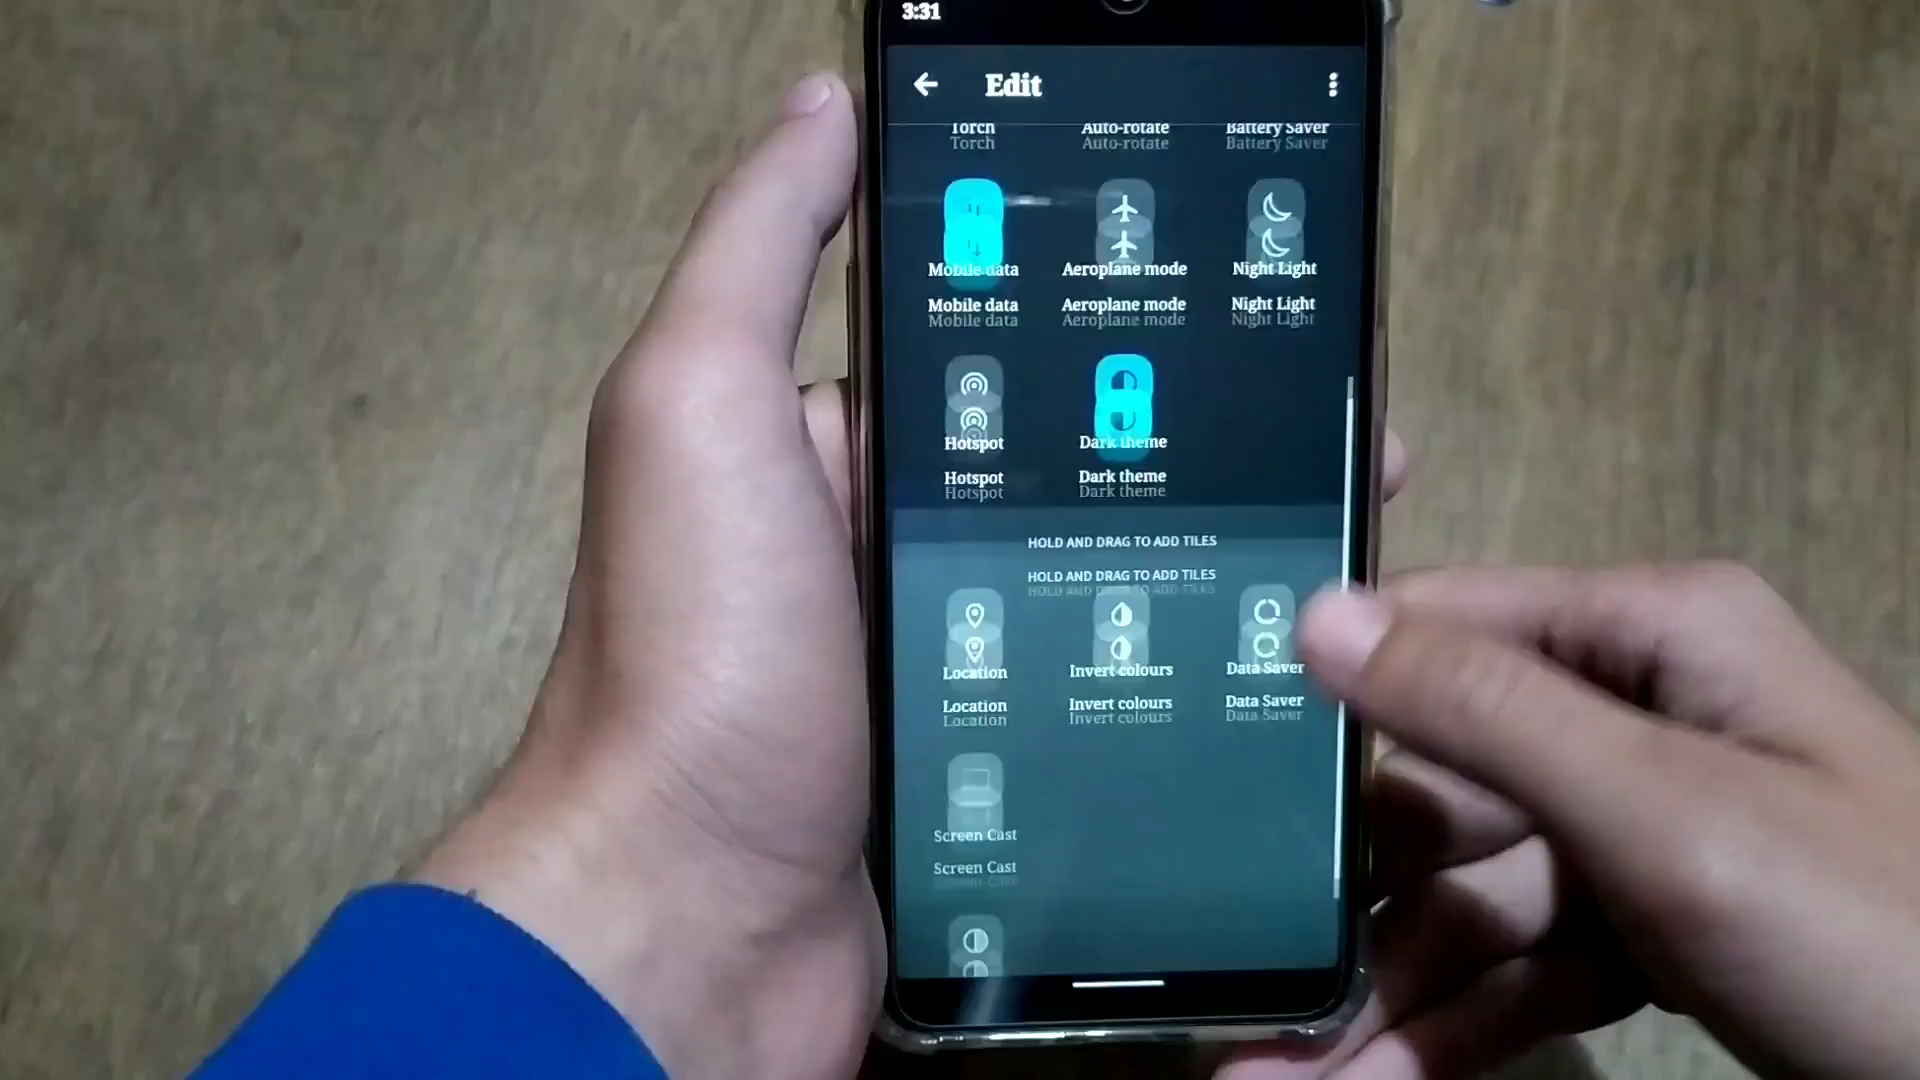 3:31
Edit
Torch Auto-rotate Battery Saver
Torch Auto-rotate Battery Saver
Mobile data Aeroplane mode Night Light
Mobile data Aeroplane mode Night Light
Mobile data Aeroplane mode Night Light
Hotspot Dark theme
Hotspot Dark theme
Hotspot Dark theme
HOLD AND DRAG TO ADD TILES
HOLD AND DRAG TO ADD TILES
HOLD AND DRAG TO ADD TILES
Location Invert colours Data Saver
Location Invert colours Data Saver
Location Invert colours Data Saver
Screen Cast
Screen Cast
Screen Cast